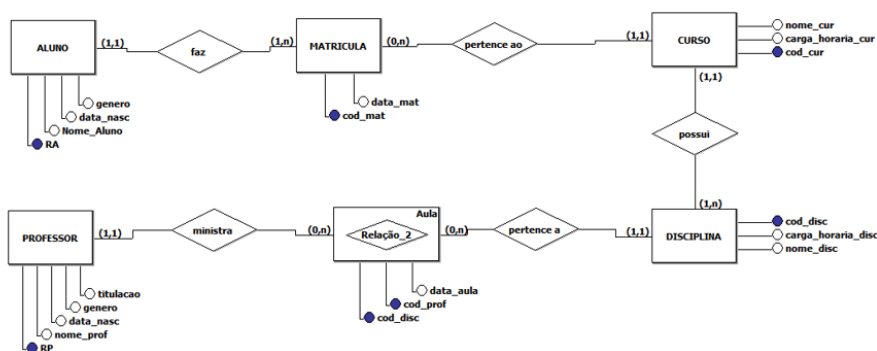 ALUNO
(1,1)
faz
(1,n)
MATRICULA
(0,n)
pertence ao
(1,1)
CURSO
nome_cur
carga_horaria_cur
cod_cur
genero
data_nasc
Nome_Aluno
RA
data_mat
cod_mat
(1,1)
possui
(1,n)
PROFESSOR
(1,1)
ministra
(0,n)
Aula
Relação_2
(0,n)
pertence a
(1,1)
DISCIPLINA
cod_disc
carga_horaria_disc
nome_disc
titulacao
genero
data_nasc
nome_prof
RP
data_aula
cod_prof
cod_disc